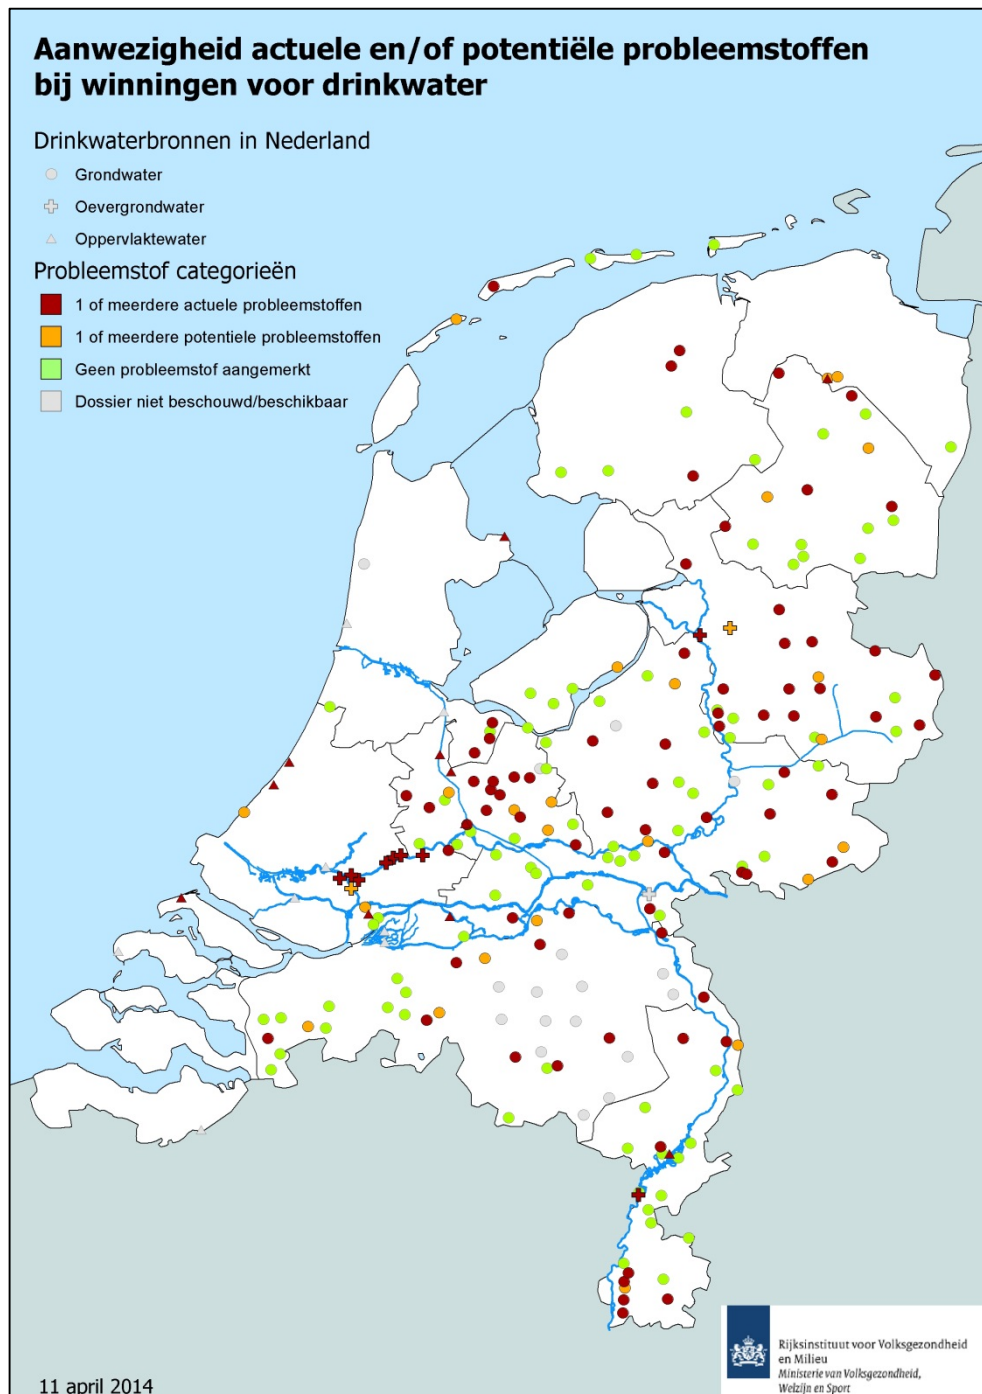 Aanwezigheid actuele en/of potentiële probleemstoffen
bij winningen voor drinkwater
Drinkwaterbronnen in Nederland
Grondwater
Oevergrondwater
Oppervlaktewater
Probleemstof categorieën
1 of meerdere actuele probleemstoffen
1 of meerdere potentiele probleemstoffen
Geen probleemstof aangemerkt
Dossier niet beschouwd/beschikbaar
Rijksinstituut voor Volksgezondheid
en Milieu
Ministerie van Volksgezondheid,
Welzijn en Sport
11 april 2014